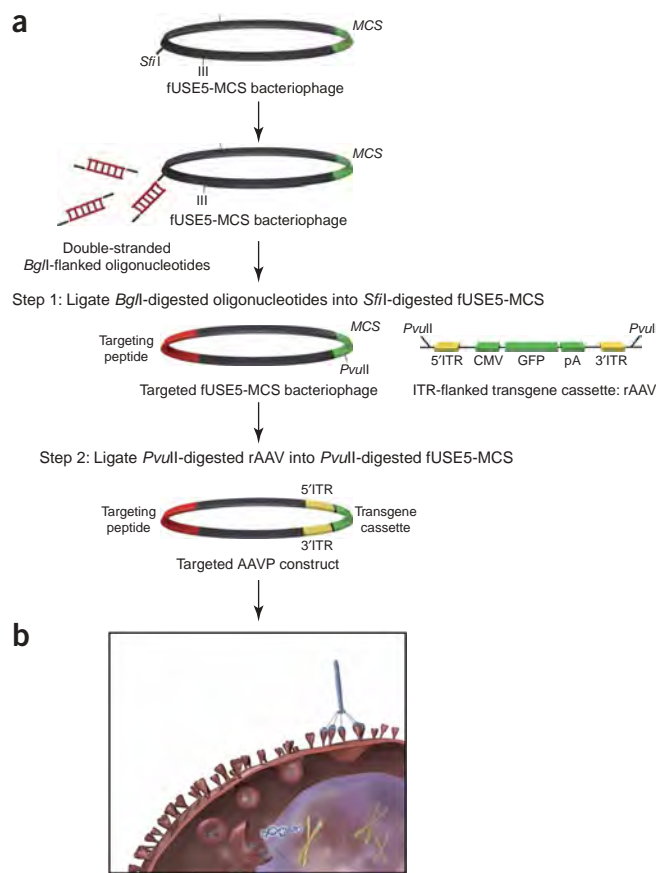 a
MCS
SfiI
III
fUSE5-MCS bacteriophage
MCS
III
fUSE5-MCS bacteriophage
Double-stranded
BglI-flanked oligonucleotides
Step 1: Ligate BglI-digested oligonucleotides into SfiI-digested fUSE5-MCS
Targeting
peptide
MCS
PvuII
Targeted fUSE5-MCS bacteriophage
PvuII
PvuI
5′ITR
CMV
GFP
pA
3′ITR
ITR-flanked transgene cassette: rAAV
Step 2: Ligate PvuII-digested rAAV into PvuII-digested fUSE5-MCS
5′ITR
Targeting
peptide
Transgene
cassette
3′ITR
Targeted AAVP construct
b